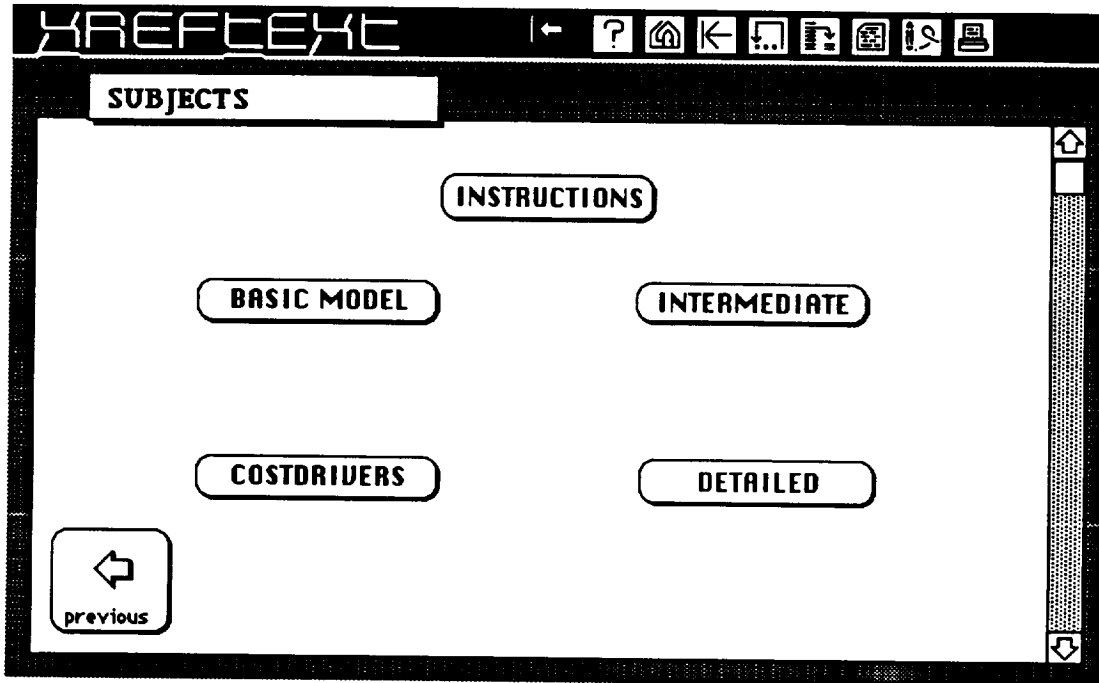 XREFTEXT
?
SUBJECTS
INSTRUCTIONS
BASIC MODEL
INTERMEDIATE
COSTDRIVERS
DETAILED
previous